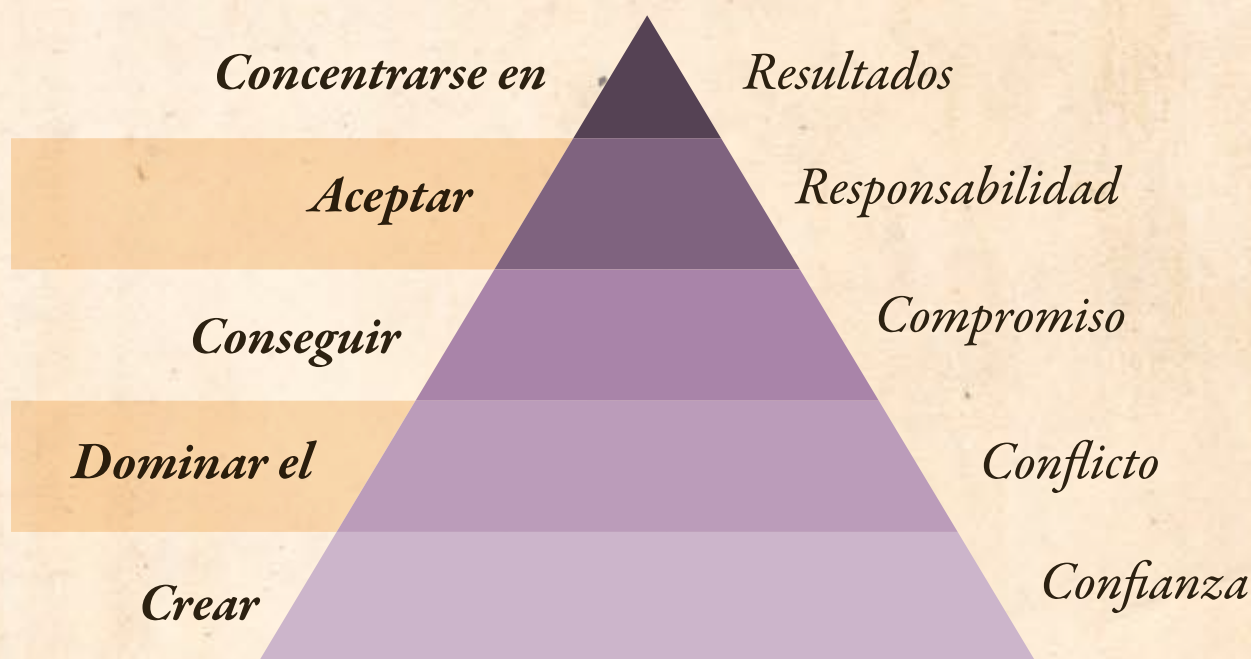 Concentrarse en Resultados
Aceptar Responsabilidad
Conseguir Compromiso
Dominar el Conflicto
Crear Confianza